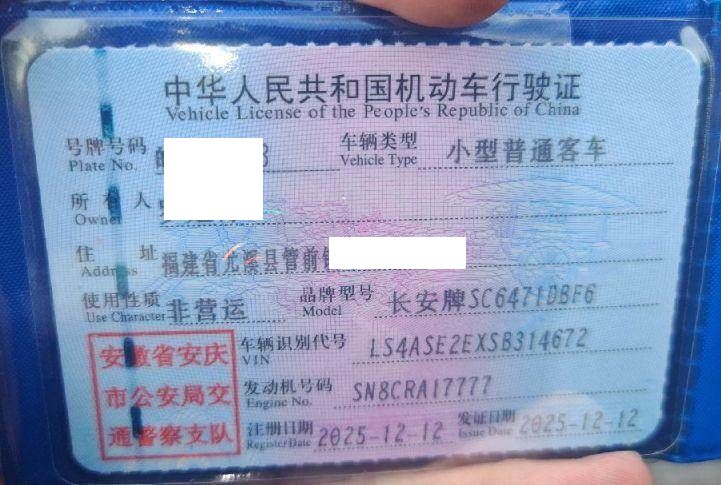 中华人民共和国机动车行驶证
Vehicle License of the People's Republic of China
号牌号码 车辆类型 小型普通客车
Plate No. Vehicle Type
所有人
Owner
住址 福建省尤溪县管前
Address
使用性质 非营运 品牌型号 长安牌SC6471DBF6
Use Character Model
安徽省安庆 车辆识别代号 LS4ASE2EXSB314672
VIN
市公安局交 发动机号码 SN8CRA17777
Engine No.
通警察支队 注册日期 2025-12-12 发证日期 2025-12-12
Register Date Issue Date